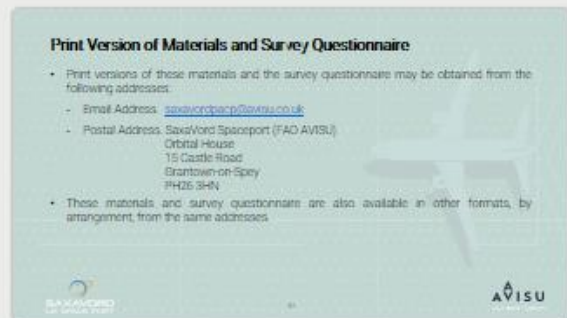 Print Version of Materials and Survey Questionnaire
• Print versions of these materials and the survey questionnaire may be obtained from the
following addresses:
- Email Address: saxavordpacp@avisu.co.uk
- Postal Address: SaxaVord Spaceport (FAO AVISU)
Orbital House
15 Castle Road
Grantown-on-Spey
PH26 3HN
• These materials and survey questionnaire are also available in other formats, by
arrangement, from the same addresses.
SAXAVORD
UK SPACE PORT
AVISU